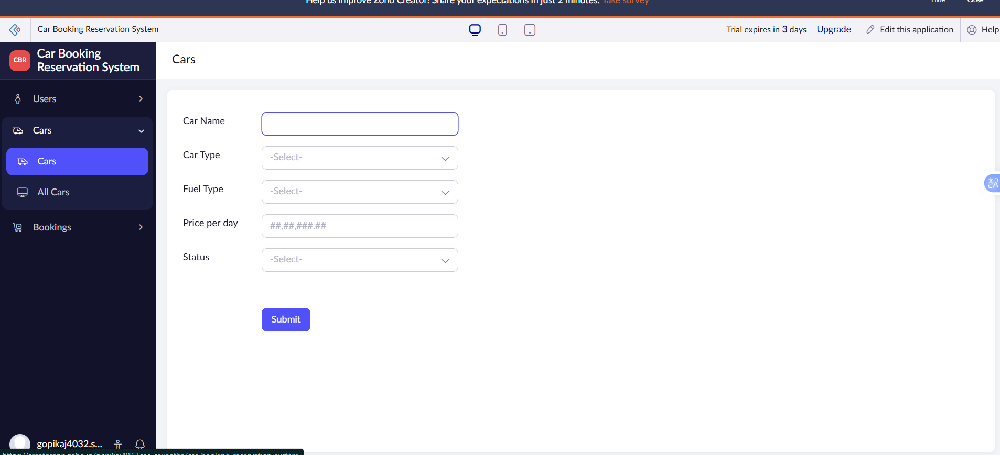 Help us improve Zoho Creator! Share your expectations in just 2 minutes. Take survey
Hide
Close
Car Booking Reservation System
Trial expires in 3 days
Upgrade
Edit this application
Help
CBR
Car Booking
Reservation System
Cars
Users
Cars
Cars
All Cars
Bookings
Car Name
Car Type
-Select-
Fuel Type
-Select-
Price per day
##,##,###.##
Status
-Select-
Submit
gopikaj4032.s...